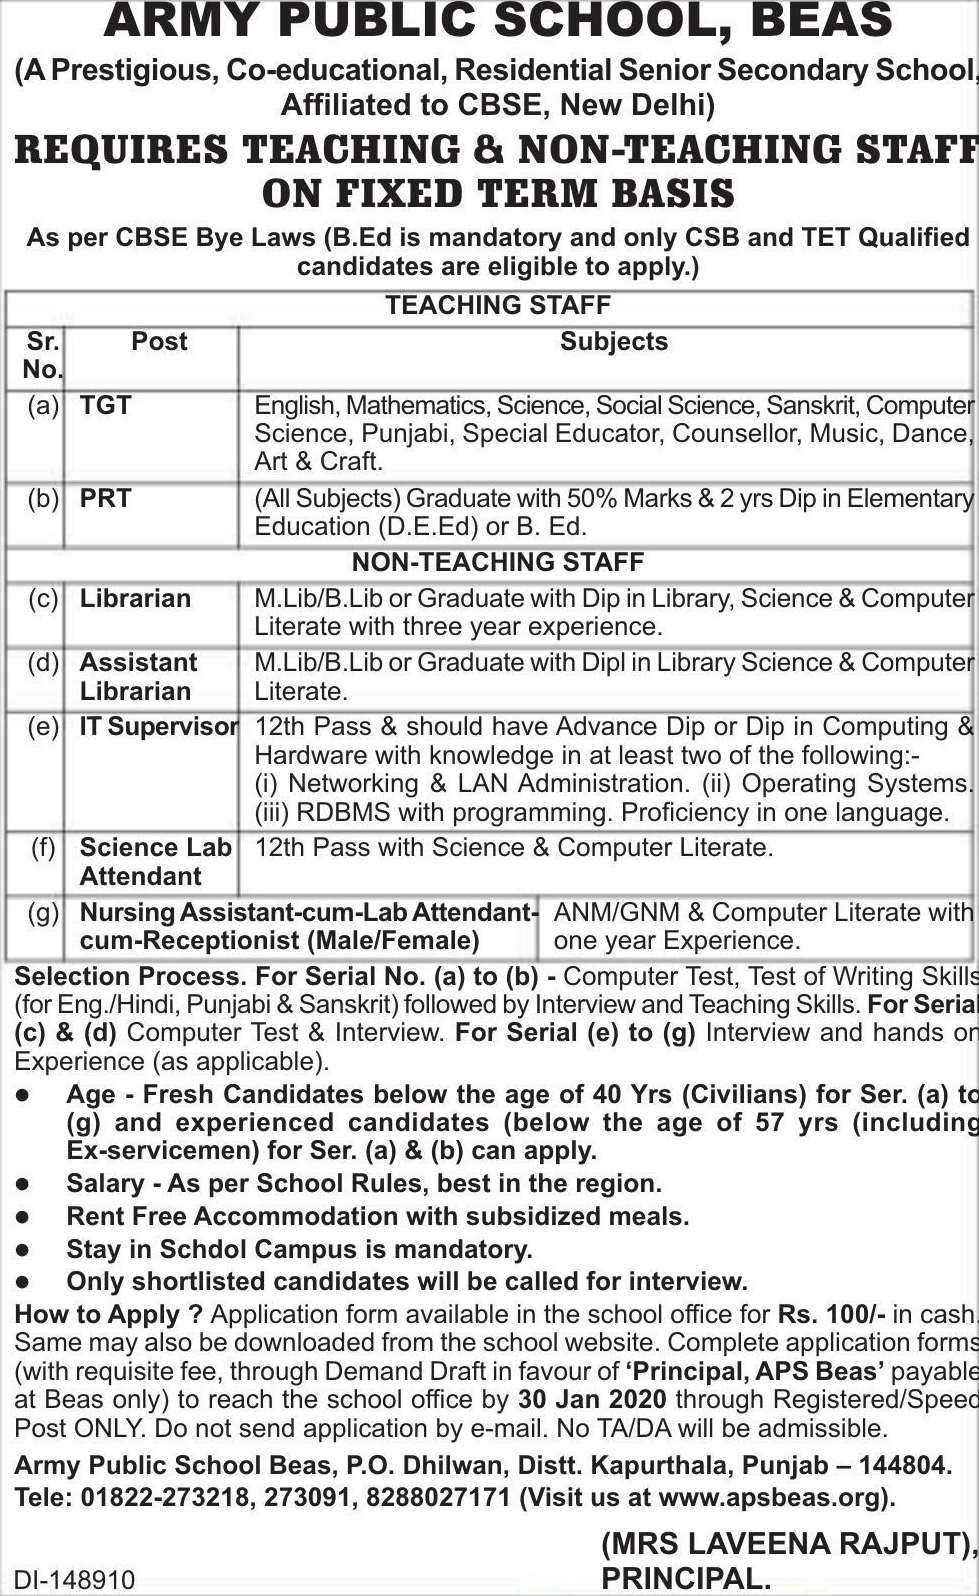 ARMY PUBLIC SCHOOL, BEAS
(A Prestigious, Co-educational, Residential Senior Secondary School,
Affiliated to CBSE, New Delhi)
REQUIRES TEACHING & NON-TEACHING STAFF
ON FIXED TERM BASIS
As per CBSE Bye Laws (B.Ed is mandatory and only CSB and TET Qualified
candidates are eligible to apply.)
TEACHING STAFF
Sr. No. Post Subjects
(a) TGT English, Mathematics, Science, Social Science, Sanskrit, Computer
Science, Punjabi, Special Educator, Counsellor, Music, Dance,
Art & Craft.
(b) PRT (All Subjects) Graduate with 50% Marks & 2 yrs Dip in Elementary
Education (D.E.Ed) or B. Ed.
NON-TEACHING STAFF
(c) Librarian M.Lib/B.Lib or Graduate with Dip in Library, Science & Computer
Literate with three year experience.
(d) Assistant Librarian M.Lib/B.Lib or Graduate with Dipl in Library Science & Computer
Literate.
(e) IT Supervisor 12th Pass & should have Advance Dip or Dip in Computing &
Hardware with knowledge in at least two of the following:-
(i) Networking & LAN Administration. (ii) Operating Systems.
(iii) RDBMS with programming. Proficiency in one language.
(f) Science Lab Attendant 12th Pass with Science & Computer Literate.
(g) Nursing Assistant-cum-Lab Attendant-
cum-Receptionist (Male/Female) ANM/GNM & Computer Literate with
one year Experience.
Selection Process. For Serial No. (a) to (b) - Computer Test, Test of Writing Skills
(for Eng./Hindi, Punjabi & Sanskrit) followed by Interview and Teaching Skills. For Serial
(c) & (d) Computer Test & Interview. For Serial (e) to (g) Interview and hands on
Experience (as applicable).
● Age - Fresh Candidates below the age of 40 Yrs (Civilians) for Ser. (a) to
(g) and experienced candidates (below the age of 57 yrs (including
Ex-servicemen) for Ser. (a) & (b) can apply.
● Salary - As per School Rules, best in the region.
● Rent Free Accommodation with subsidized meals.
● Stay in Schdol Campus is mandatory.
● Only shortlisted candidates will be called for interview.
How to Apply ? Application form available in the school office for Rs. 100/- in cash.
Same may also be downloaded from the school website. Complete application forms
(with requisite fee, through Demand Draft in favour of ‘Principal, APS Beas’ payable
at Beas only) to reach the school office by 30 Jan 2020 through Registered/Speed
Post ONLY. Do not send application by e-mail. No TA/DA will be admissible.
Army Public School Beas, P.O. Dhilwan, Distt. Kapurthala, Punjab – 144804.
Tele: 01822-273218, 273091, 8288027171 (Visit us at www.apsbeas.org).
(MRS LAVEENA RAJPUT),
PRINCIPAL.
DI-148910